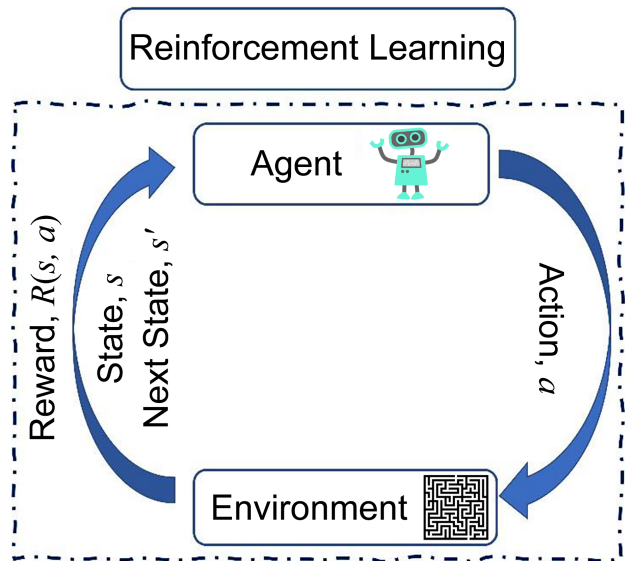 Reinforcement Learning
Agent
Reward, R(s, a)
State, s
Next State, s′
Action, a
Environment